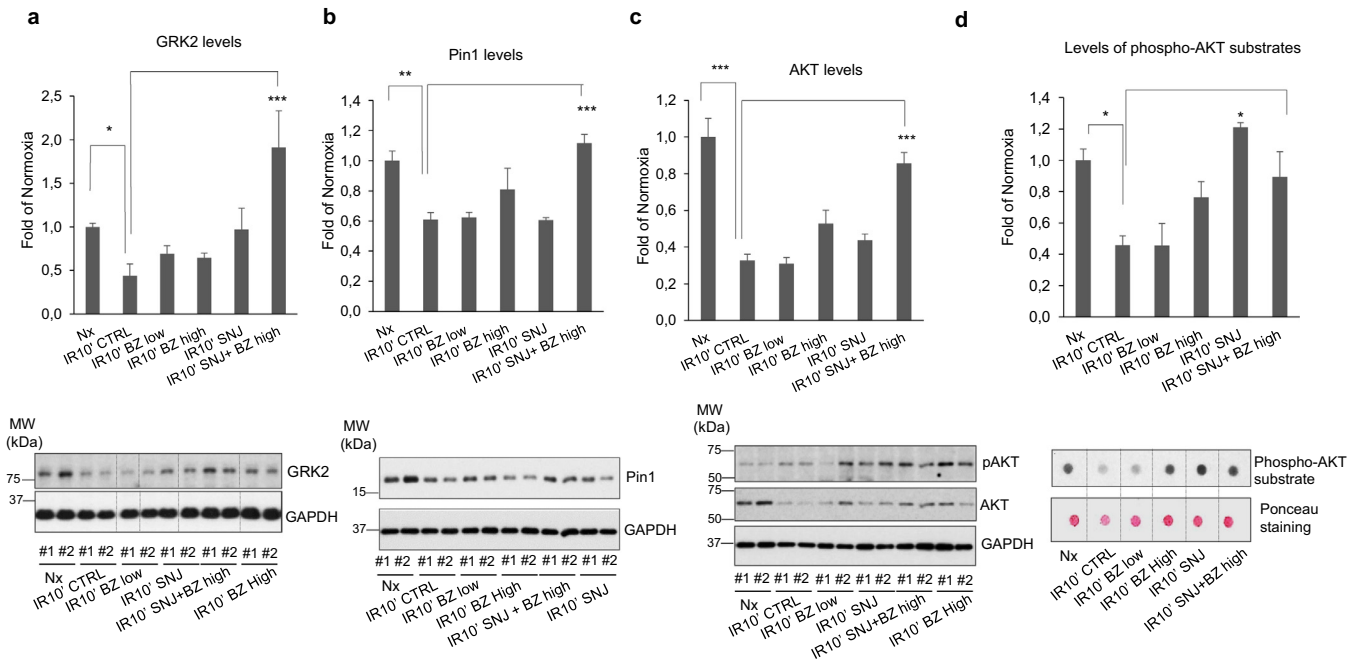 a
GRK2 levels
Fold of Normoxia
2,5
2,0
1,5
1,0
0,5
0,0
*
***
Nx
IR10' CTRL
IR10' BZ low
IR10' BZ high
IR10' SNJ
IR10' SNJ+ BZ high
b
Pin1 levels
Fold of Normoxia
1,4
1,2
1,0
0,8
0,6
0,4
0,2
0,0
**
***
Nx
IR10' CTRL
IR10' BZ low
IR10' BZ high
IR10' SNJ
IR10' SNJ+ BZ high
c
AKT levels
Fold of Normoxia
1,2
1,0
0,8
0,6
0,4
0,2
0,0
***
***
Nx
IR10' CTRL
IR10' BZ low
IR10' BZ high
IR10' SNJ
IR10' SNJ+ BZ high
d
Levels of phospho-AKT substrates
Fold of Normoxia
1,4
1,2
1,0
0,8
0,6
0,4
0,2
0,0
*
*
Nx
IR10' CTRL
IR10' BZ low
IR10' BZ high
IR10' SNJ
IR10' SNJ+ BZ high
MW
(kDa)
75
37
GRK2
GAPDH
#1 #2 #1 #2 #1 #2 #1 #2 #1 #2 #1 #2
Nx
IR10' CTRL
IR10' BZ low
IR10' SNJ
IR10' SNJ+BZ high
IR10' BZ High
MW
(kDa)
15
37
Pin1
GAPDH
#1 #2 #1 #2 #1 #2 #1 #2 #1 #2 #1 #2
Nx
IR10' CTRL
IR10' BZ low
IR10' BZ High
IR10' SNJ + BZ high
IR10' SNJ
MW
(kDa)
75
50
75
50
37
pAKT
AKT
GAPDH
#1 #2 #1 #2 #1 #2 #1 #2 #1 #2 #1 #2
Nx
IR10' CTRL
IR10' BZ low
IR10' SNJ
IR10' SNJ+BZ high
IR10' BZ High
Phospho-AKT
substrate
Ponceau
staining
Nx
IR10' CTRL
IR10' BZ low
IR10' BZ High
IR10' SNJ
IR10' SNJ+BZ high